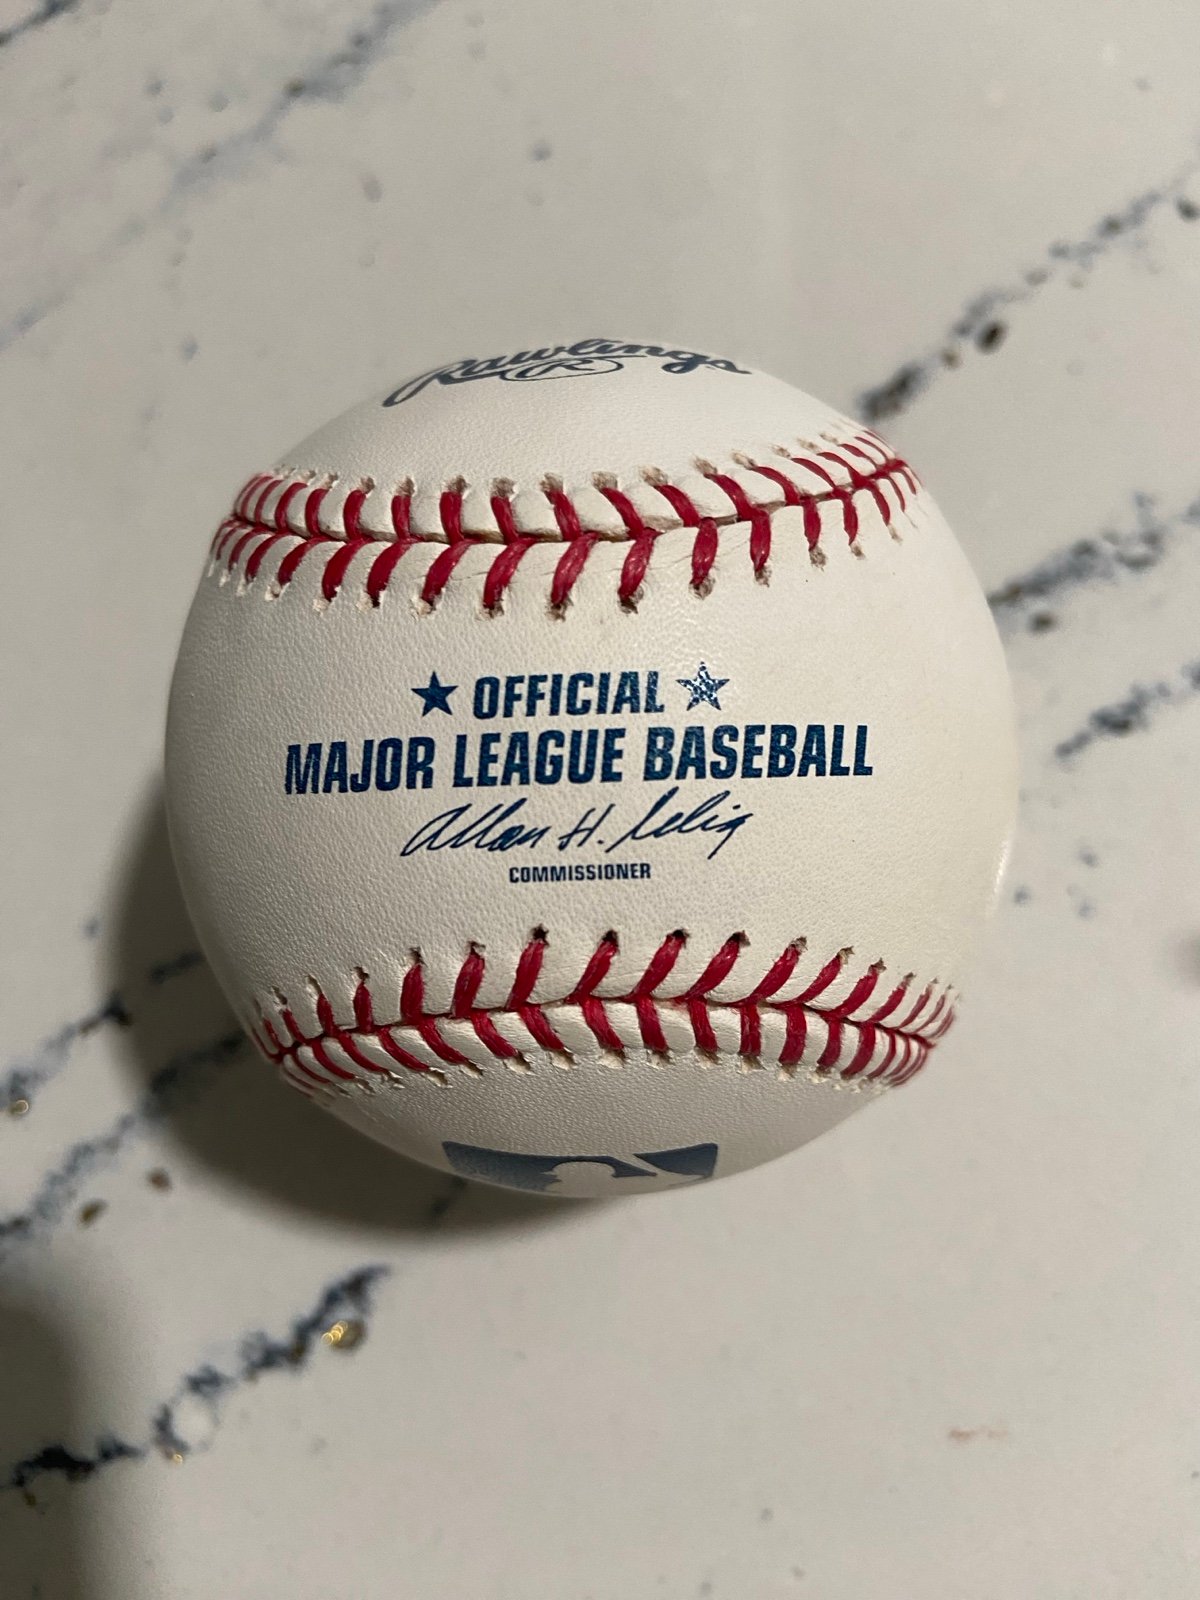 Rawlings
R
★ OFFICIAL ★
MAJOR LEAGUE BASEBALL
Allan H. Selig
COMMISSIONER